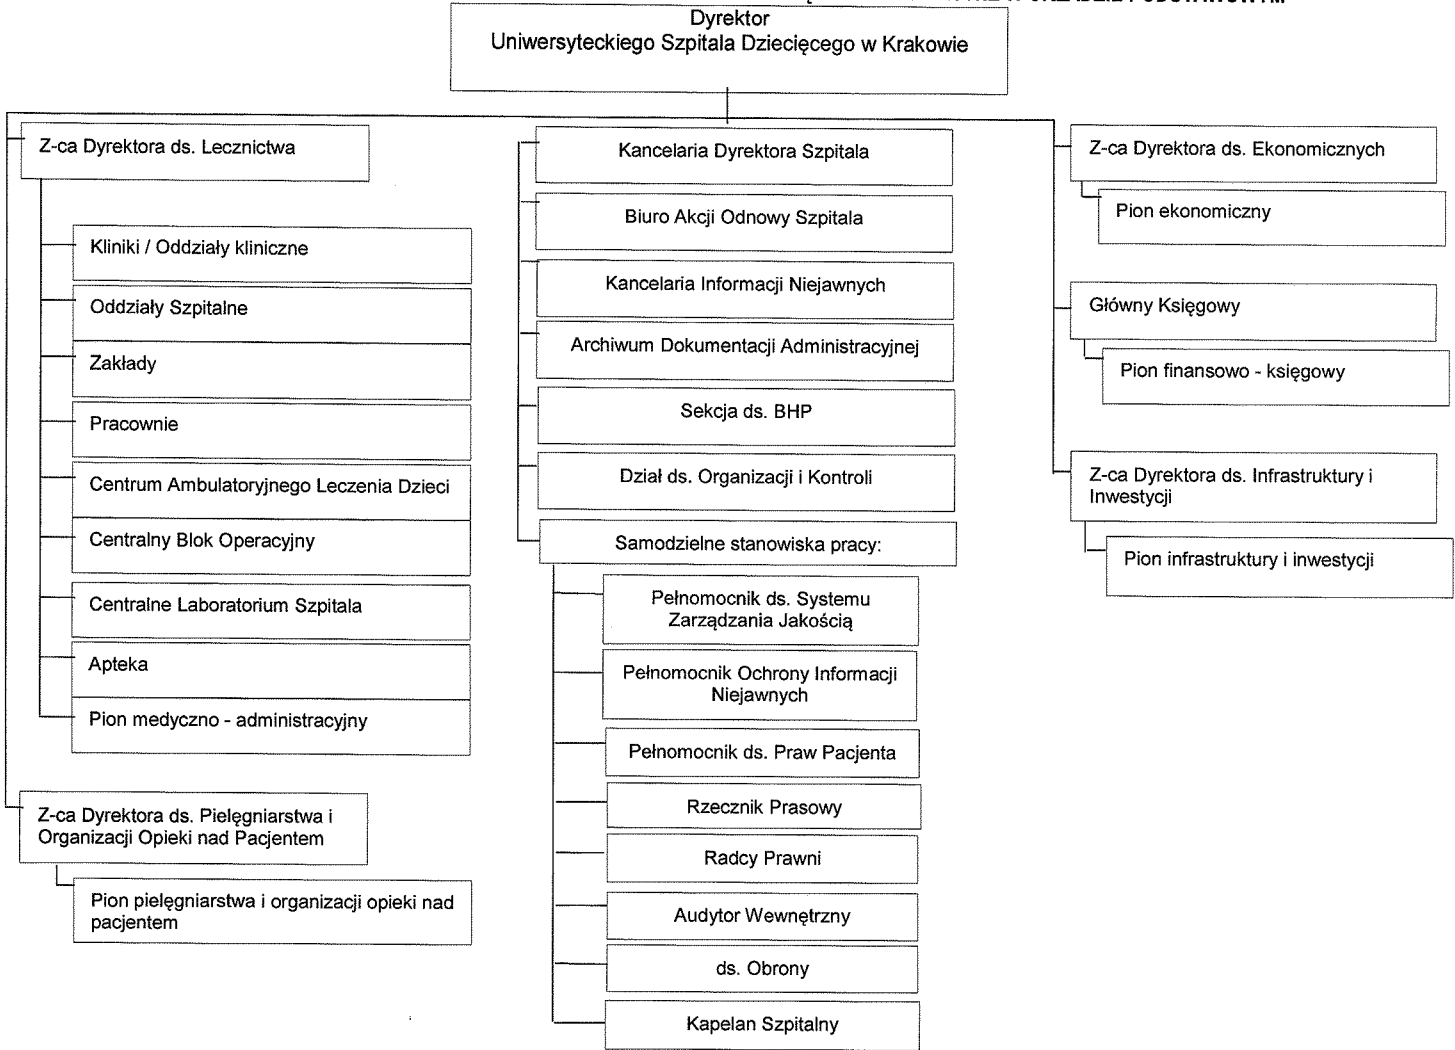 Dyrektor
Uniwersyteckiego Szpitala Dziecięcego w Krakowie
Z-ca Dyrektora ds. Lecznictwa
Kliniki / Oddziały kliniczne
Oddziały Szpitalne
Zakłady
Pracownie
Centrum Ambulatoryjnego Leczenia Dzieci
Centralny Blok Operacyjny
Centralne Laboratorium Szpitala
Apteka
Pion medyczno - administracyjny
Z-ca Dyrektora ds. Pielęgniarstwa i
Organizacji Opieki nad Pacjentem
Pion pielęgniarstwa i organizacji opieki nad
pacjentem
Kancelaria Dyrektora Szpitala
Biuro Akcji Odnowy Szpitala
Kancelaria Informacji Niejawnych
Archiwum Dokumentacji Administracyjnej
Sekcja ds. BHP
Dział ds. Organizacji i Kontroli
Samodzielne stanowiska pracy:
Pełnomocnik ds. Systemu
Zarządzania Jakością
Pełnomocnik Ochrony Informacji
Niejawnych
Pełnomocnik ds. Praw Pacjenta
Rzecznik Prasowy
Radcy Prawni
Audytor Wewnętrzny
ds. Obrony
Kapelan Szpitalny
Z-ca Dyrektora ds. Ekonomicznych
Pion ekonomiczny
Główny Księgowy
Pion finansowo - księgowy
Z-ca Dyrektora ds. Infrastruktury i
Inwestycji
Pion infrastruktury i inwestycji